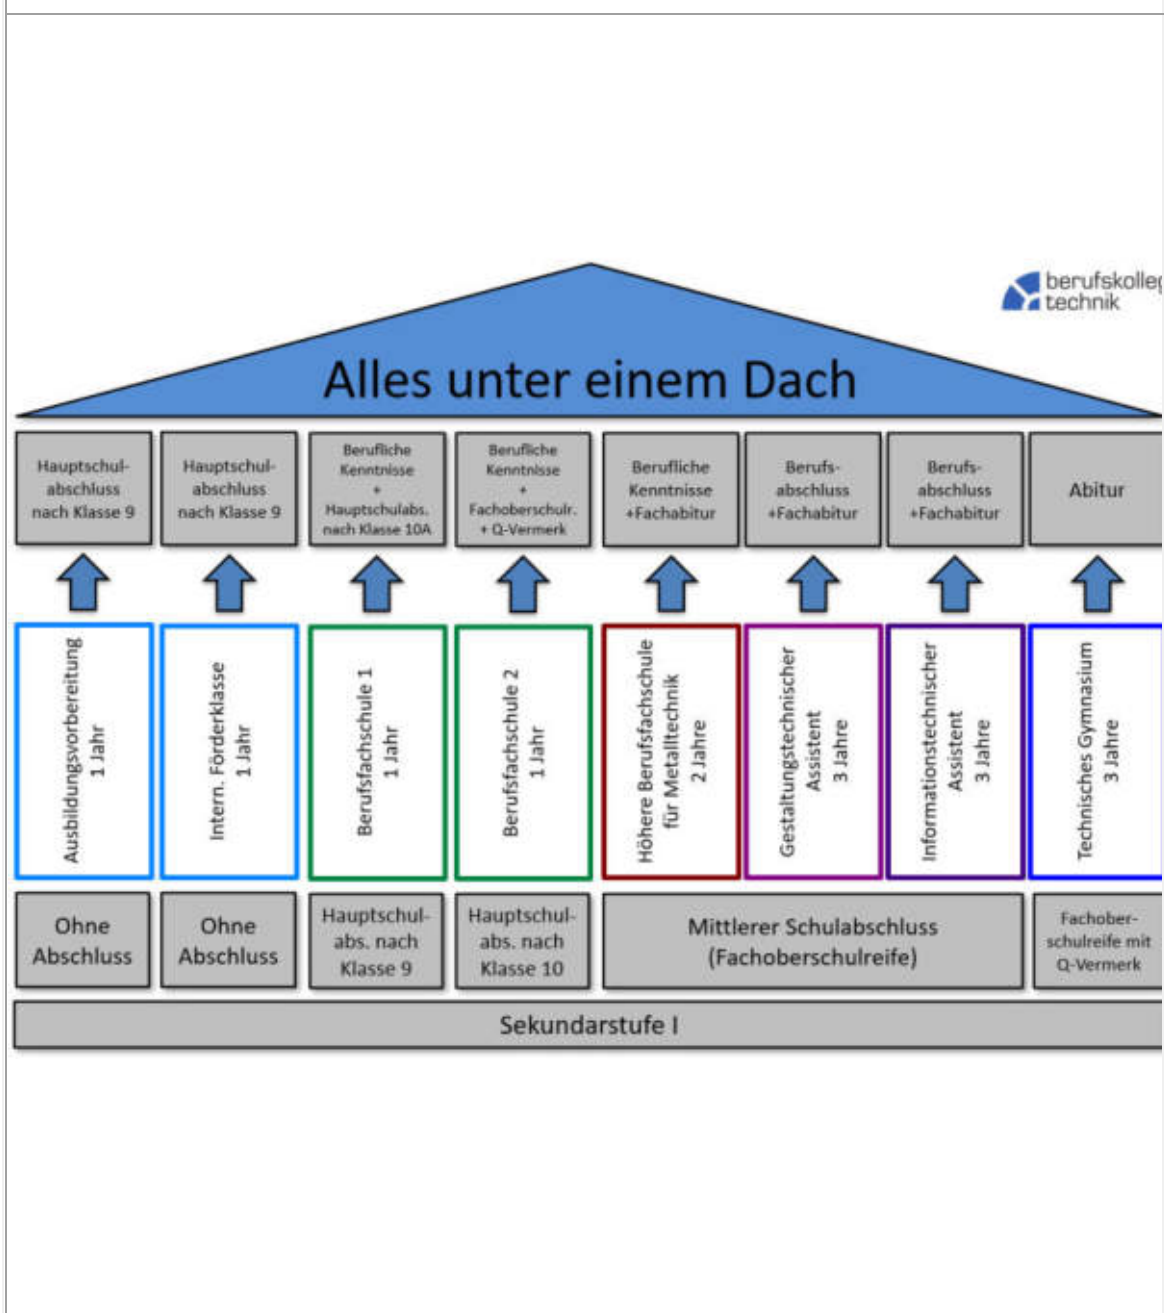 berufskolleg
technik
Alles unter einem Dach
Hauptschul-
abschluss
nach Klasse 9
Hauptschul-
abschluss
nach Klasse 9
Berufliche
Kenntnisse
+
Hauptschulabs.
nach Klasse 10A
Berufliche
Kenntnisse
+
Fachoberschulr.
+ Q-Vermerk
Berufliche
Kenntnisse
+Fachabitur
Berufs-
abschluss
+Fachabitur
Berufs-
abschluss
+Fachabitur
Abitur
Ausbildungsvorbereitung
1 Jahr
Intern. Förderklasse
1 Jahr
Berufsfachschule 1
1 Jahr
Berufsfachschule 2
1 Jahr
Höhere Berufsfachschule
für Metalltechnik
2 Jahre
Gestaltungstechnischer
Assistent
3 Jahre
Informationstechnischer
Assistent
3 Jahre
Technisches Gymnasium
3 Jahre
Ohne
Abschluss
Ohne
Abschluss
Hauptschul-
abs. nach
Klasse 9
Hauptschul-
abs. nach
Klasse 10
Mittlerer Schulabschluss
(Fachoberschulreife)
Fachober-
schulreife mit
Q-Vermerk
Sekundarstufe I